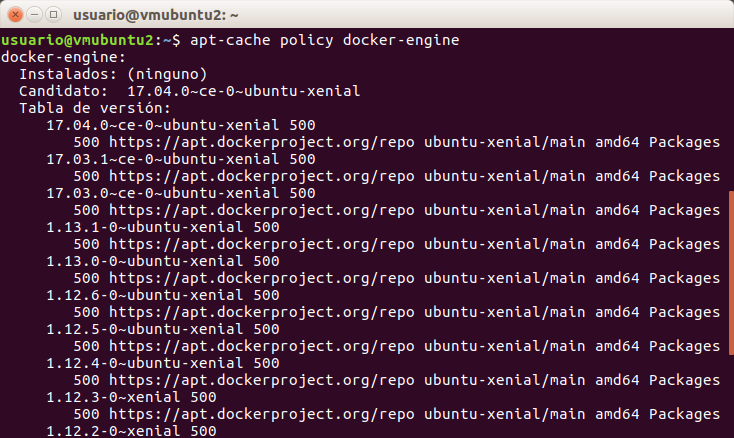 usuario@vmubuntu2: ~
usuario@vmubuntu2:~$ apt-cache policy docker-engine
docker-engine:
  Instalados: (ninguno)
  Candidato:  17.04.0~ce-0~ubuntu-xenial
  Tabla de versión:
     17.04.0~ce-0~ubuntu-xenial 500
        500 https://apt.dockerproject.org/repo ubuntu-xenial/main amd64 Packages
     17.03.1~ce-0~ubuntu-xenial 500
        500 https://apt.dockerproject.org/repo ubuntu-xenial/main amd64 Packages
     17.03.0~ce-0~ubuntu-xenial 500
        500 https://apt.dockerproject.org/repo ubuntu-xenial/main amd64 Packages
     1.13.1-0~ubuntu-xenial 500
        500 https://apt.dockerproject.org/repo ubuntu-xenial/main amd64 Packages
     1.13.0-0~ubuntu-xenial 500
        500 https://apt.dockerproject.org/repo ubuntu-xenial/main amd64 Packages
     1.12.6-0~ubuntu-xenial 500
        500 https://apt.dockerproject.org/repo ubuntu-xenial/main amd64 Packages
     1.12.5-0~ubuntu-xenial 500
        500 https://apt.dockerproject.org/repo ubuntu-xenial/main amd64 Packages
     1.12.4-0~ubuntu-xenial 500
        500 https://apt.dockerproject.org/repo ubuntu-xenial/main amd64 Packages
     1.12.3-0~xenial 500
        500 https://apt.dockerproject.org/repo ubuntu-xenial/main amd64 Packages
     1.12.2-0~xenial 500